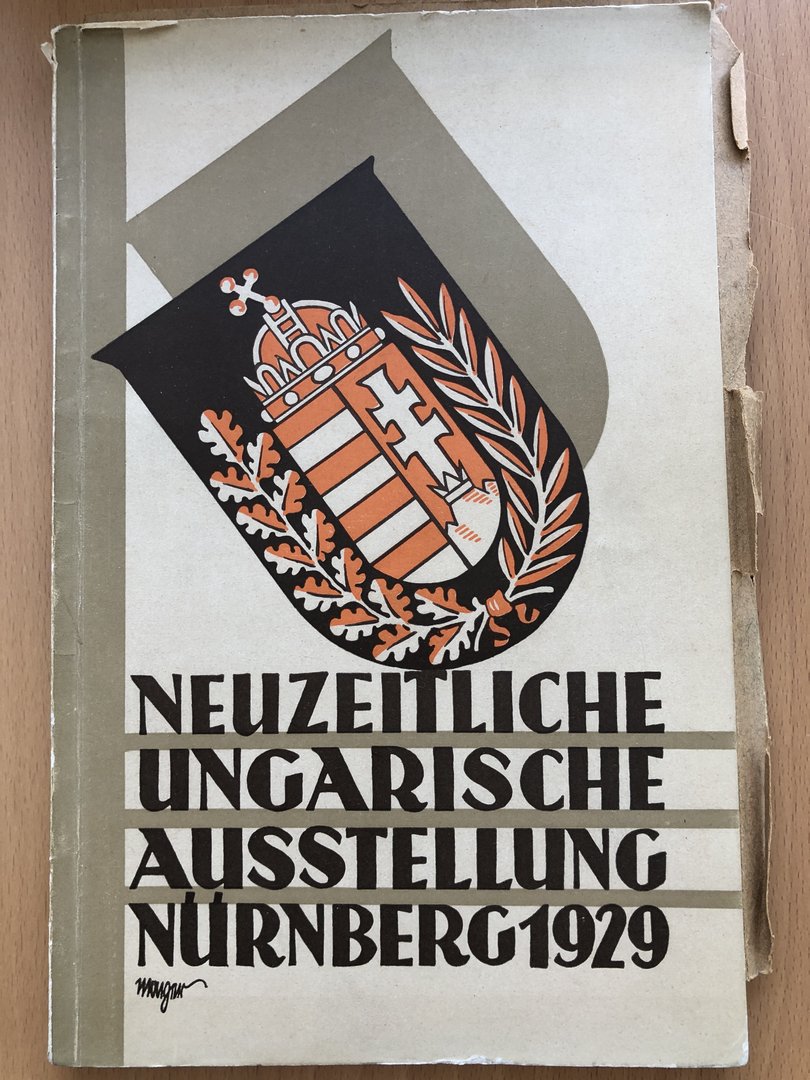 NEUZEITLICHE
UNGARISCHE
AUSSTELLUNG
NÜRNBERG 1929